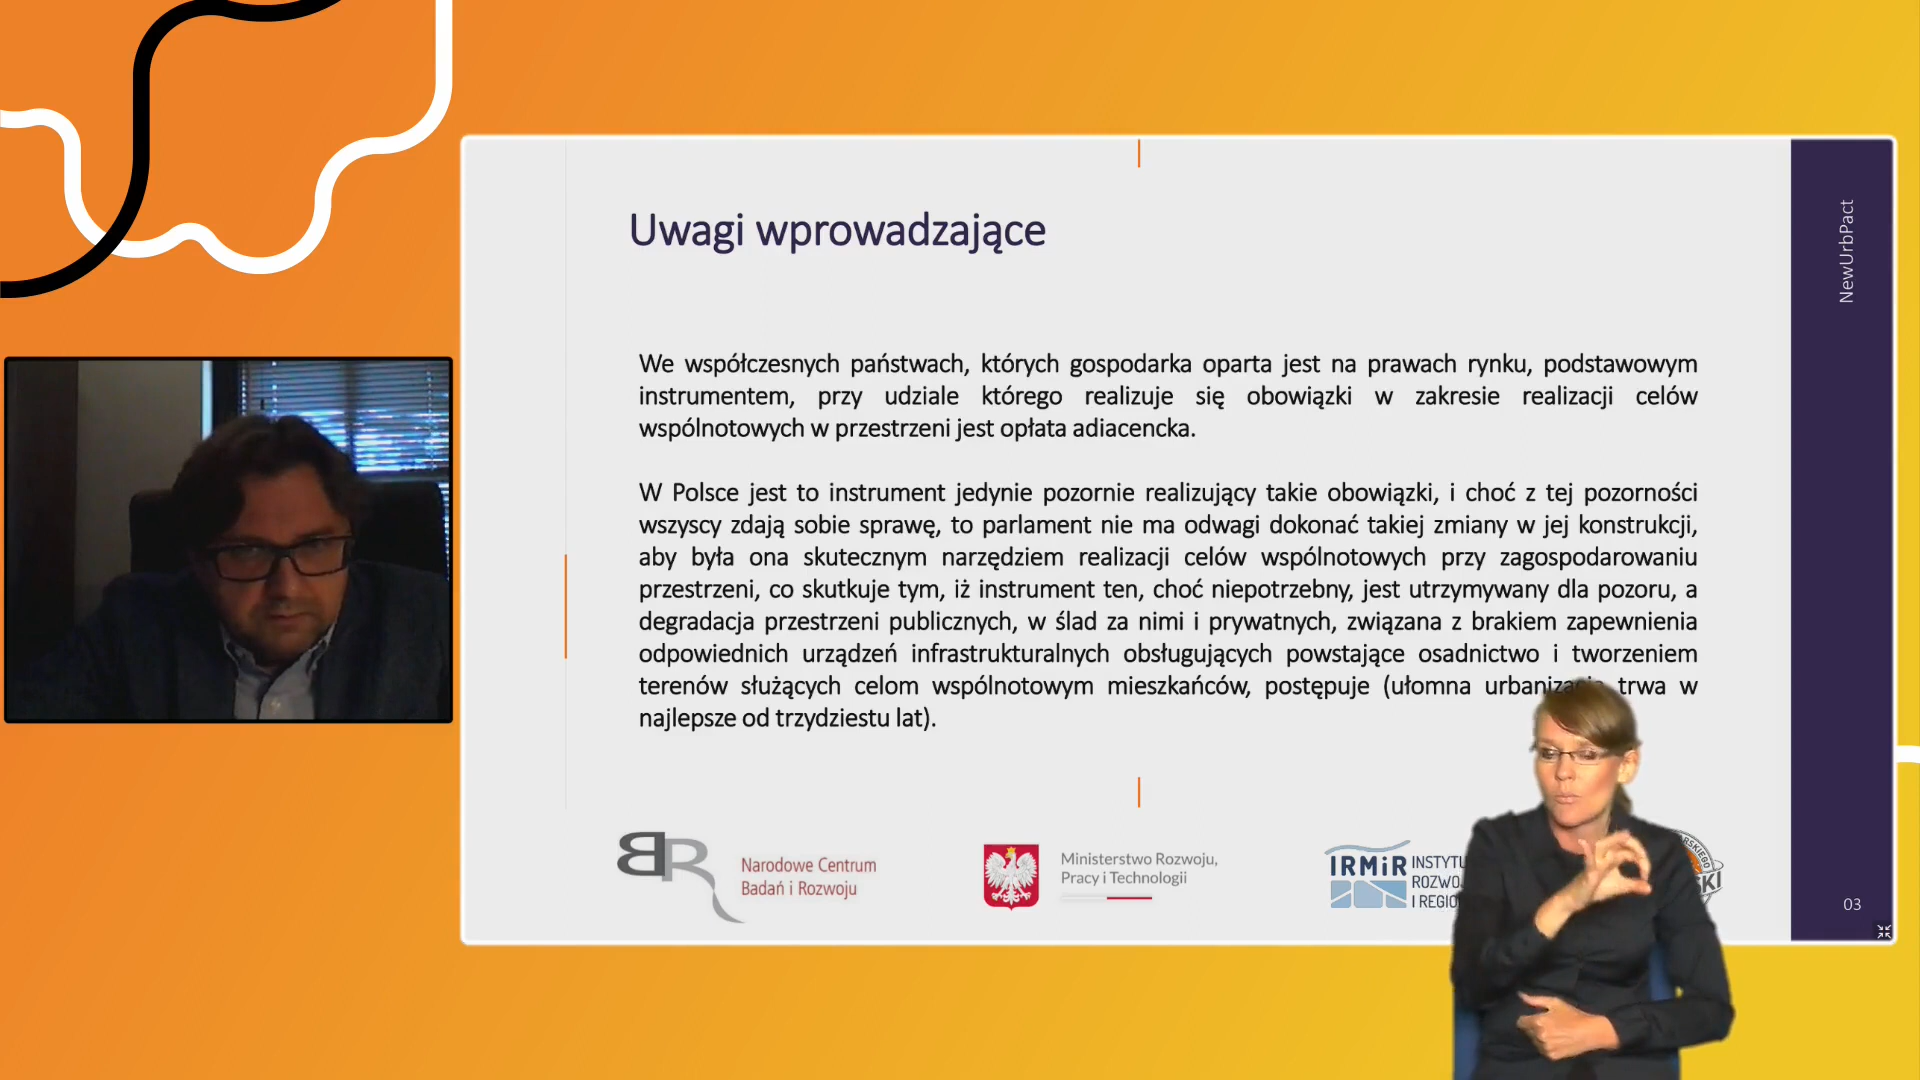 Uwagi wprowadzające
NewUrbPact
We współczesnych państwach, których gospodarka oparta jest na prawach rynku, podstawowym
instrumentem, przy udziale którego realizuje się obowiązki w zakresie realizacji celów
wspólnotowych w przestrzeni jest opłata adiacencka.
W Polsce jest to instrument jedynie pozornie realizujący takie obowiązki, i choć z tej pozorności
wszyscy zdają sobie sprawę, to parlament nie ma odwagi dokonać takiej zmiany w jej konstrukcji,
aby była ona skutecznym narzędziem realizacji celów wspólnotowych przy zagospodarowaniu
przestrzeni, co skutkuje tym, iż instrument ten, choć niepotrzebny, jest utrzymywany dla pozoru, a
degradacja przestrzeni publicznych, w ślad za nimi i prywatnych, związana z brakiem zapewnienia
odpowiednich urządzeń infrastrukturalnych obsługujących powstające osadnictwo i tworzeniem
terenów służących celom wspólnotowym mieszkańców, postępuje (ułomna trwa w
najlepsze od trzydziestu lat).
Narodowe Centrum
Badań i Rozwoju
Ministerstwo Rozwoju,
Pracy i Technologii
IRMiR
I
03